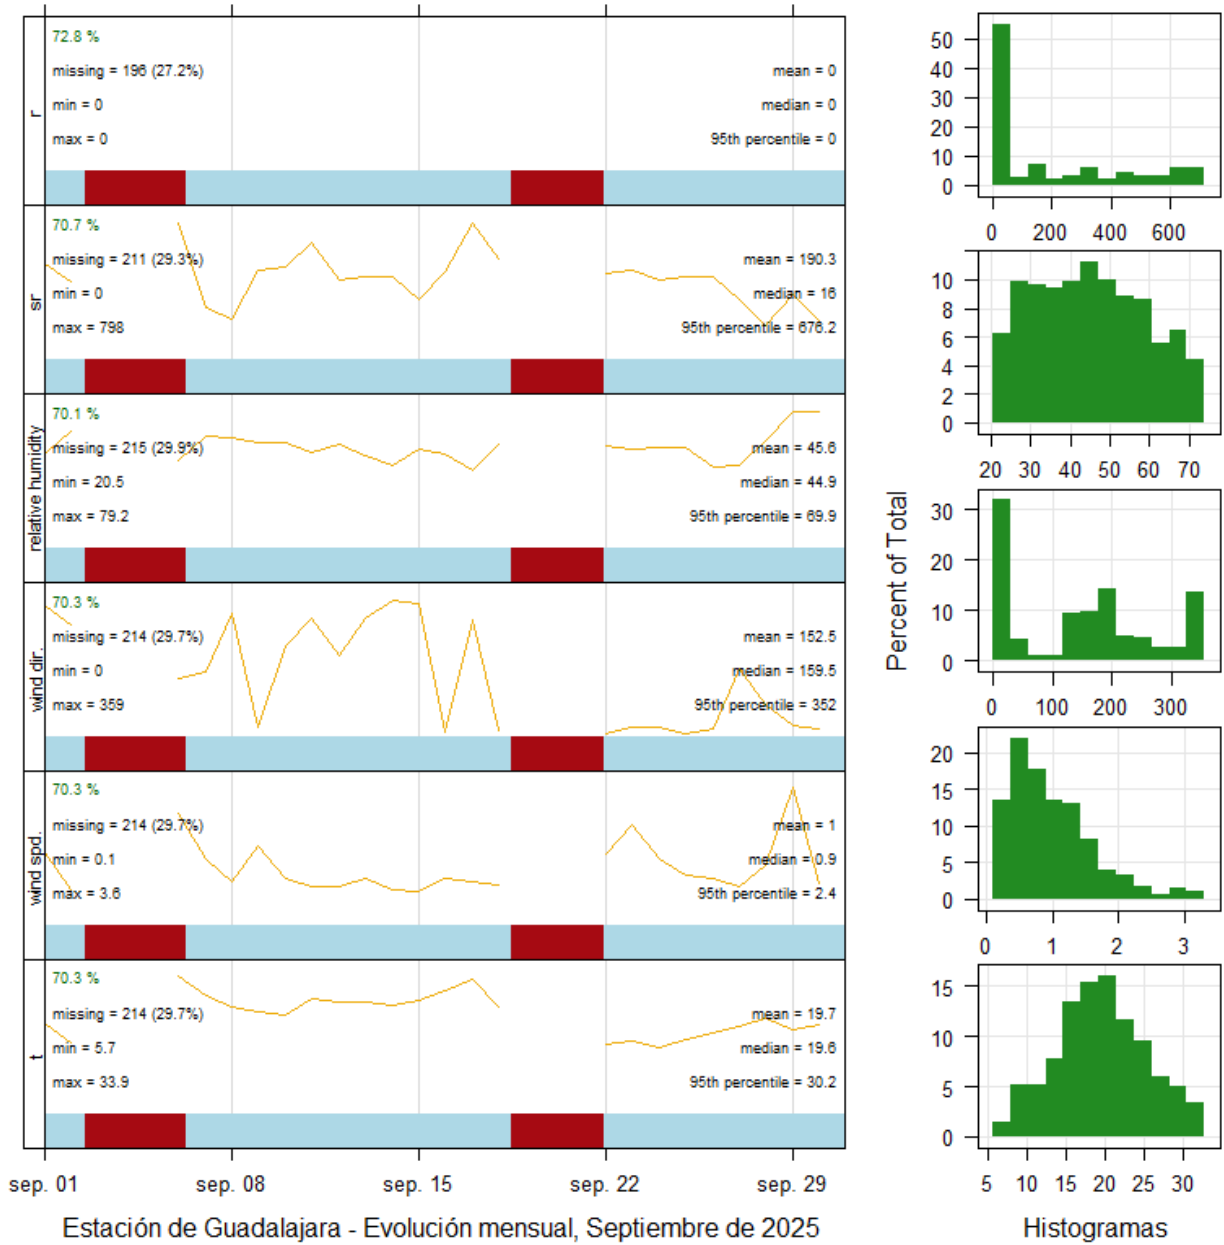 r
72.8 %
missing = 196 (27.2%)
min = 0
max = 0
mean = 0
median = 0
95th percentile = 0
sr
70.7 %
missing = 211 (29.3%)
min = 0
max = 798
mean = 190.3
median = 16
95th percentile = 676.2
relative humidity
70.1 %
missing = 215 (29.9%)
min = 20.5
max = 79.2
mean = 45.6
median = 44.9
95th percentile = 69.9
wind dir.
70.3 %
missing = 214 (29.7%)
min = 0
max = 359
mean = 152.5
median = 159.5
95th percentile = 352
wind spd.
70.3 %
missing = 214 (29.7%)
min = 0.1
max = 3.6
mean = 1
median = 0.9
95th percentile = 2.4
t
70.3 %
missing = 214 (29.7%)
min = 5.7
max = 33.9
mean = 19.7
median = 19.6
95th percentile = 30.2
sep. 01 sep. 08 sep. 15 sep. 22 sep. 29
Estación de Guadalajara - Evolución mensual, Septiembre de 2025
Percent of Total
50
40
30
20
10
0
0 200 400 600
10
8
6
4
2
0
20 30 40 50 60 70
30
20
10
0
0 100 200 300
20
15
10
5
0
0 1 2 3
15
10
5
0
5 10 15 20 25 30
Histogramas